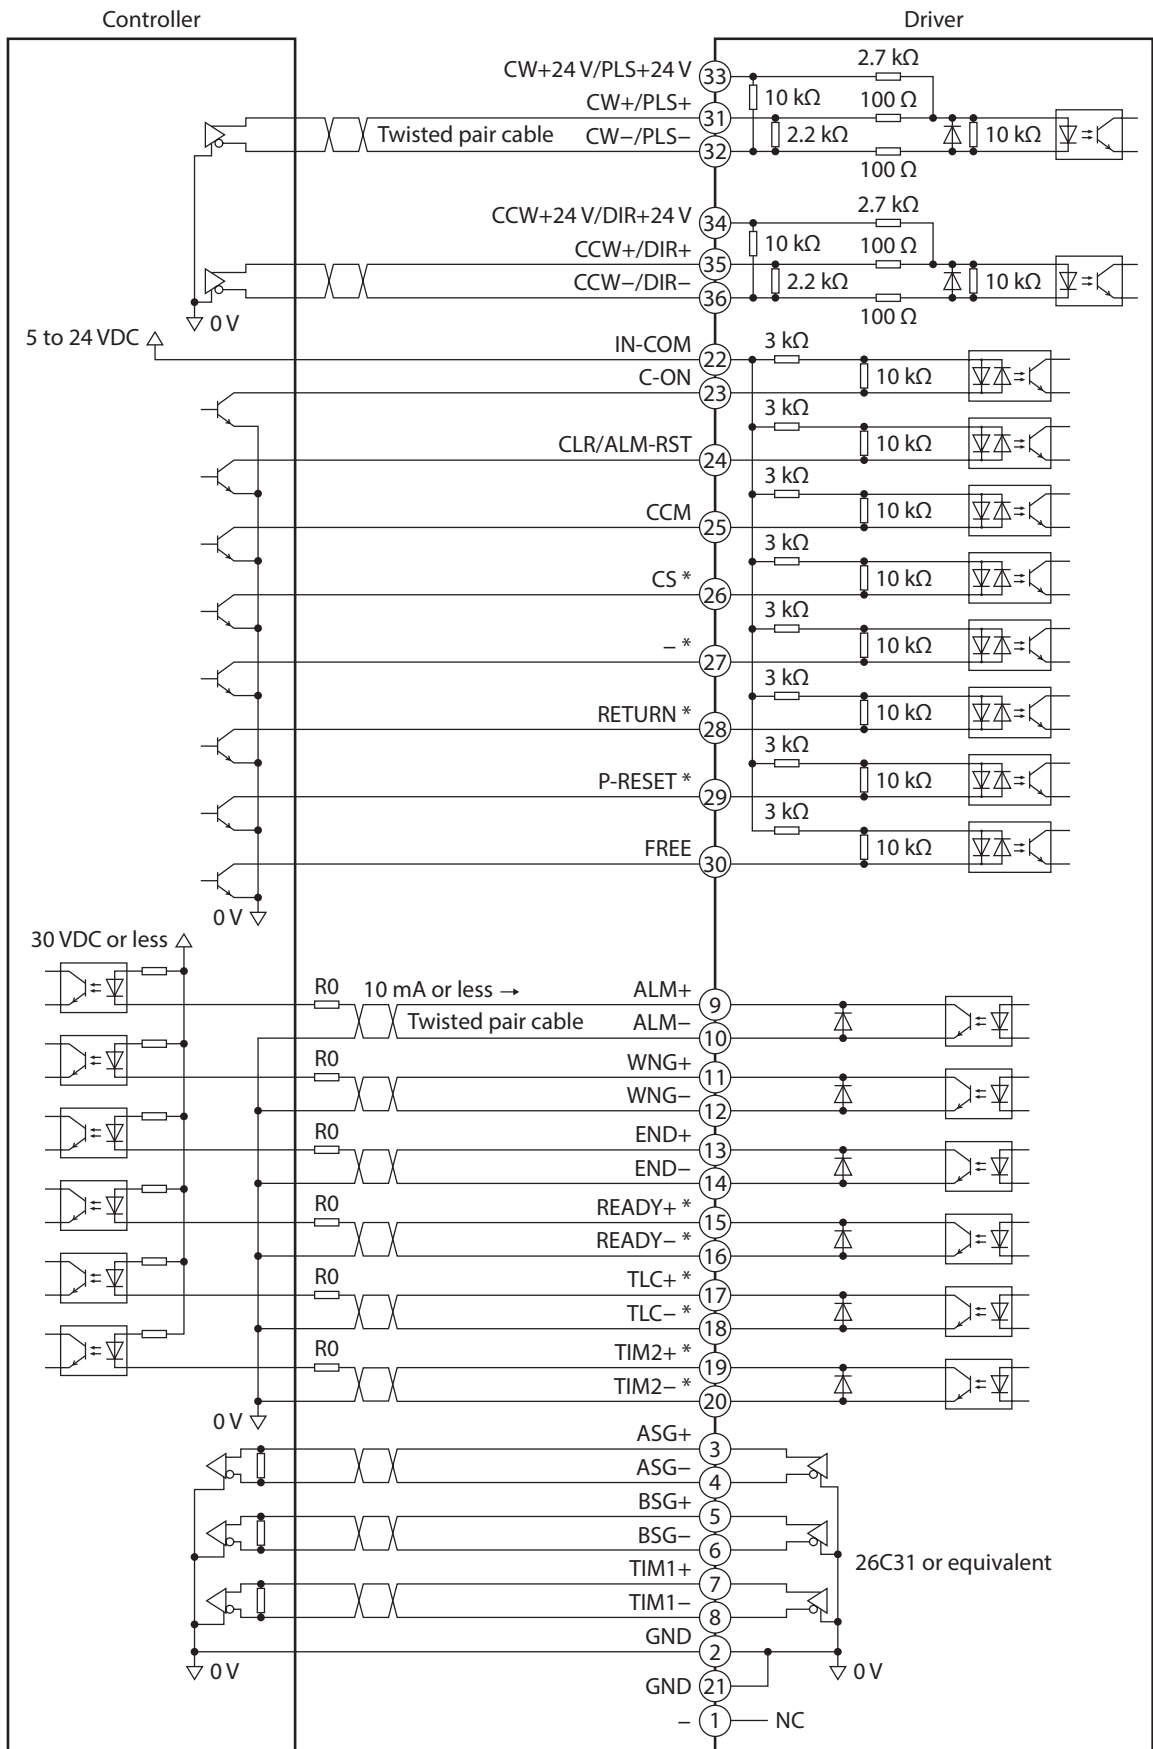 Controller
Driver
CW+24 V/PLS+24 V
33
2.7 kΩ
10 kΩ
CW+/PLS+
31
100 Ω
Twisted pair cable
CW−/PLS−
32
2.2 kΩ
10 kΩ
100 Ω
CCW+24 V/DIR+24 V
34
2.7 kΩ
10 kΩ
CCW+/DIR+
35
100 Ω
CCW−/DIR−
36
2.2 kΩ
10 kΩ
100 Ω
0 V
5 to 24 VDC
IN-COM
22
3 kΩ
C-ON
23
10 kΩ
3 kΩ
CLR/ALM-RST
24
10 kΩ
3 kΩ
CCM
25
10 kΩ
3 kΩ
CS *
26
10 kΩ
3 kΩ
− *
27
10 kΩ
3 kΩ
RETURN *
28
10 kΩ
3 kΩ
P-RESET *
29
10 kΩ
3 kΩ
FREE
30
10 kΩ
0 V
30 VDC or less
R0
10 mA or less →
ALM+
9
Twisted pair cable
ALM−
10
R0
WNG+
11
WNG−
12
R0
END+
13
END−
14
R0
READY+ *
15
READY− *
16
R0
TLC+ *
17
TLC− *
18
R0
TIM2+ *
19
TIM2− *
20
0 V
ASG+
3
ASG−
4
BSG+
5
BSG−
6
26C31 or equivalent
TIM1+
7
TIM1−
8
GND
2
0 V
0 V
GND
21
−
1
NC